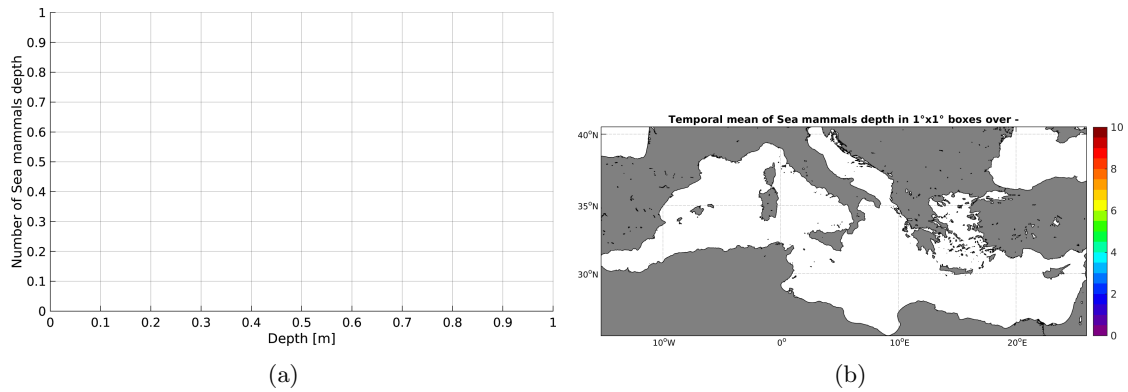 1
0.9
0.8
0.7
0.6
0.5
0.4
0.3
0.2
0.1
0
Number of Sea mammals depth
0 0.1 0.2 0.3 0.4 0.5 0.6 0.7 0.8 0.9 1
Depth [m]
(a)
Temporal mean of Sea mammals depth in 1°x1° boxes over -
40°N
35°N
30°N
10°W 0° 10°E 20°E
10
8
6
4
2
0
(b)